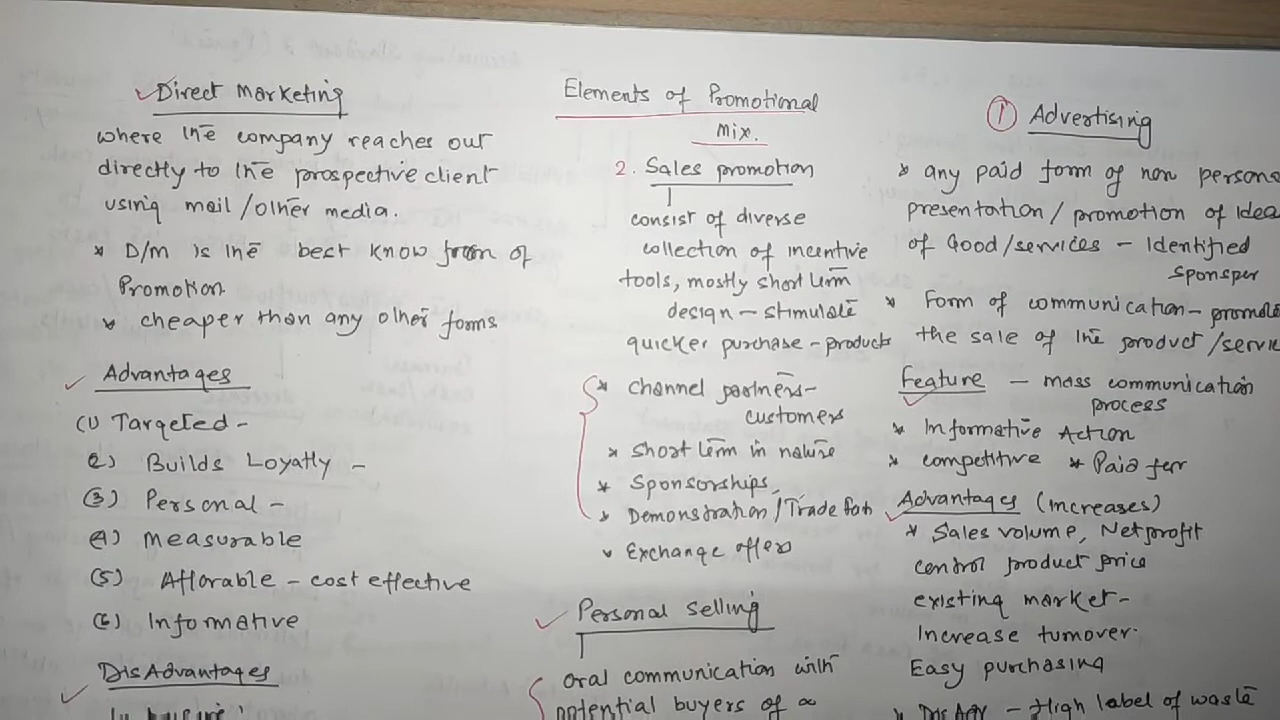 Direct Marketing
where the company reaches out
directly to the prospective client
using mail/other media.
* D/m is the best know from of
Promotion
* cheaper than any other forms
Advantages
(1) Targeted -
(2) Builds Loyatly -
(3) Personal -
(4) Measurable
(5) Afforable - cost effective
(6) Informative
DisAdvantages
Elements of Promotional
Mix.
2. Sales promotion
consist of diverse
collection of incentive
tools, mostly short term
design - stimulate
quicker purchase - products
* channel partners -
customers
* short term in nature
* Sponsorships,
* Demonstration/Trade fair
* Exchange offers
Personal Selling
Oral communication with
potential buyers of a
① Advertising
* any paid form of non persona
presentation/promotion of Idea
of Good/services - Identified
sponsper
* Form of communication - promote
the sale of the product/servic
Feature - mass communication
process
* Informative Action
* competitive * Paid ferr
Advantages (increases)
* Sales volume, Net profit
control product price
existing market -
Increase turnover.
Easy purchasing
* DisAdv - High label of waste